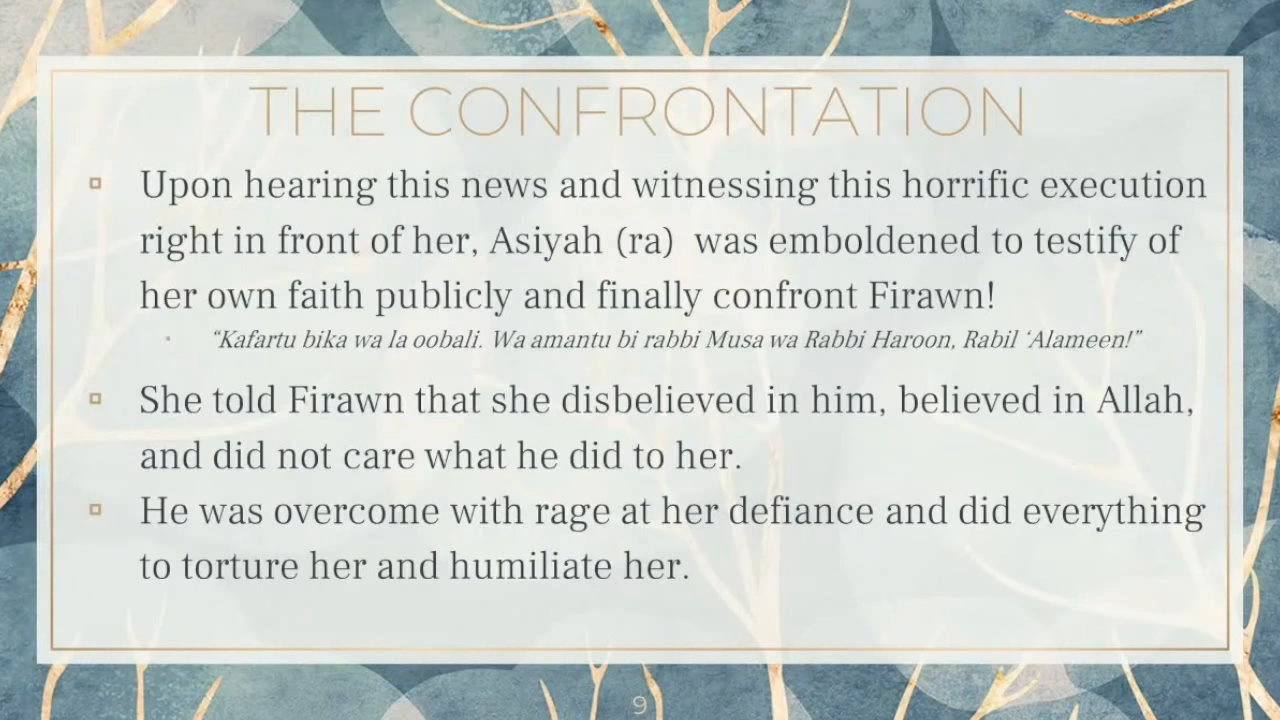 THE CONFRONTATION
Upon hearing this news and witnessing this horrific execution
right in front of her, Asiyah (ra) was emboldened to testify of
her own faith publicly and finally confront Firawn!
“Kafartu bika wa la oobali. Wa amantu bi rabbi Musa wa Rabbi Haroon, Rabil ‘Alameen!”
She told Firawn that she disbelieved in him, believed in Allah,
and did not care what he did to her.
He was overcome with rage at her defiance and did everything
to torture her and humiliate her.
9